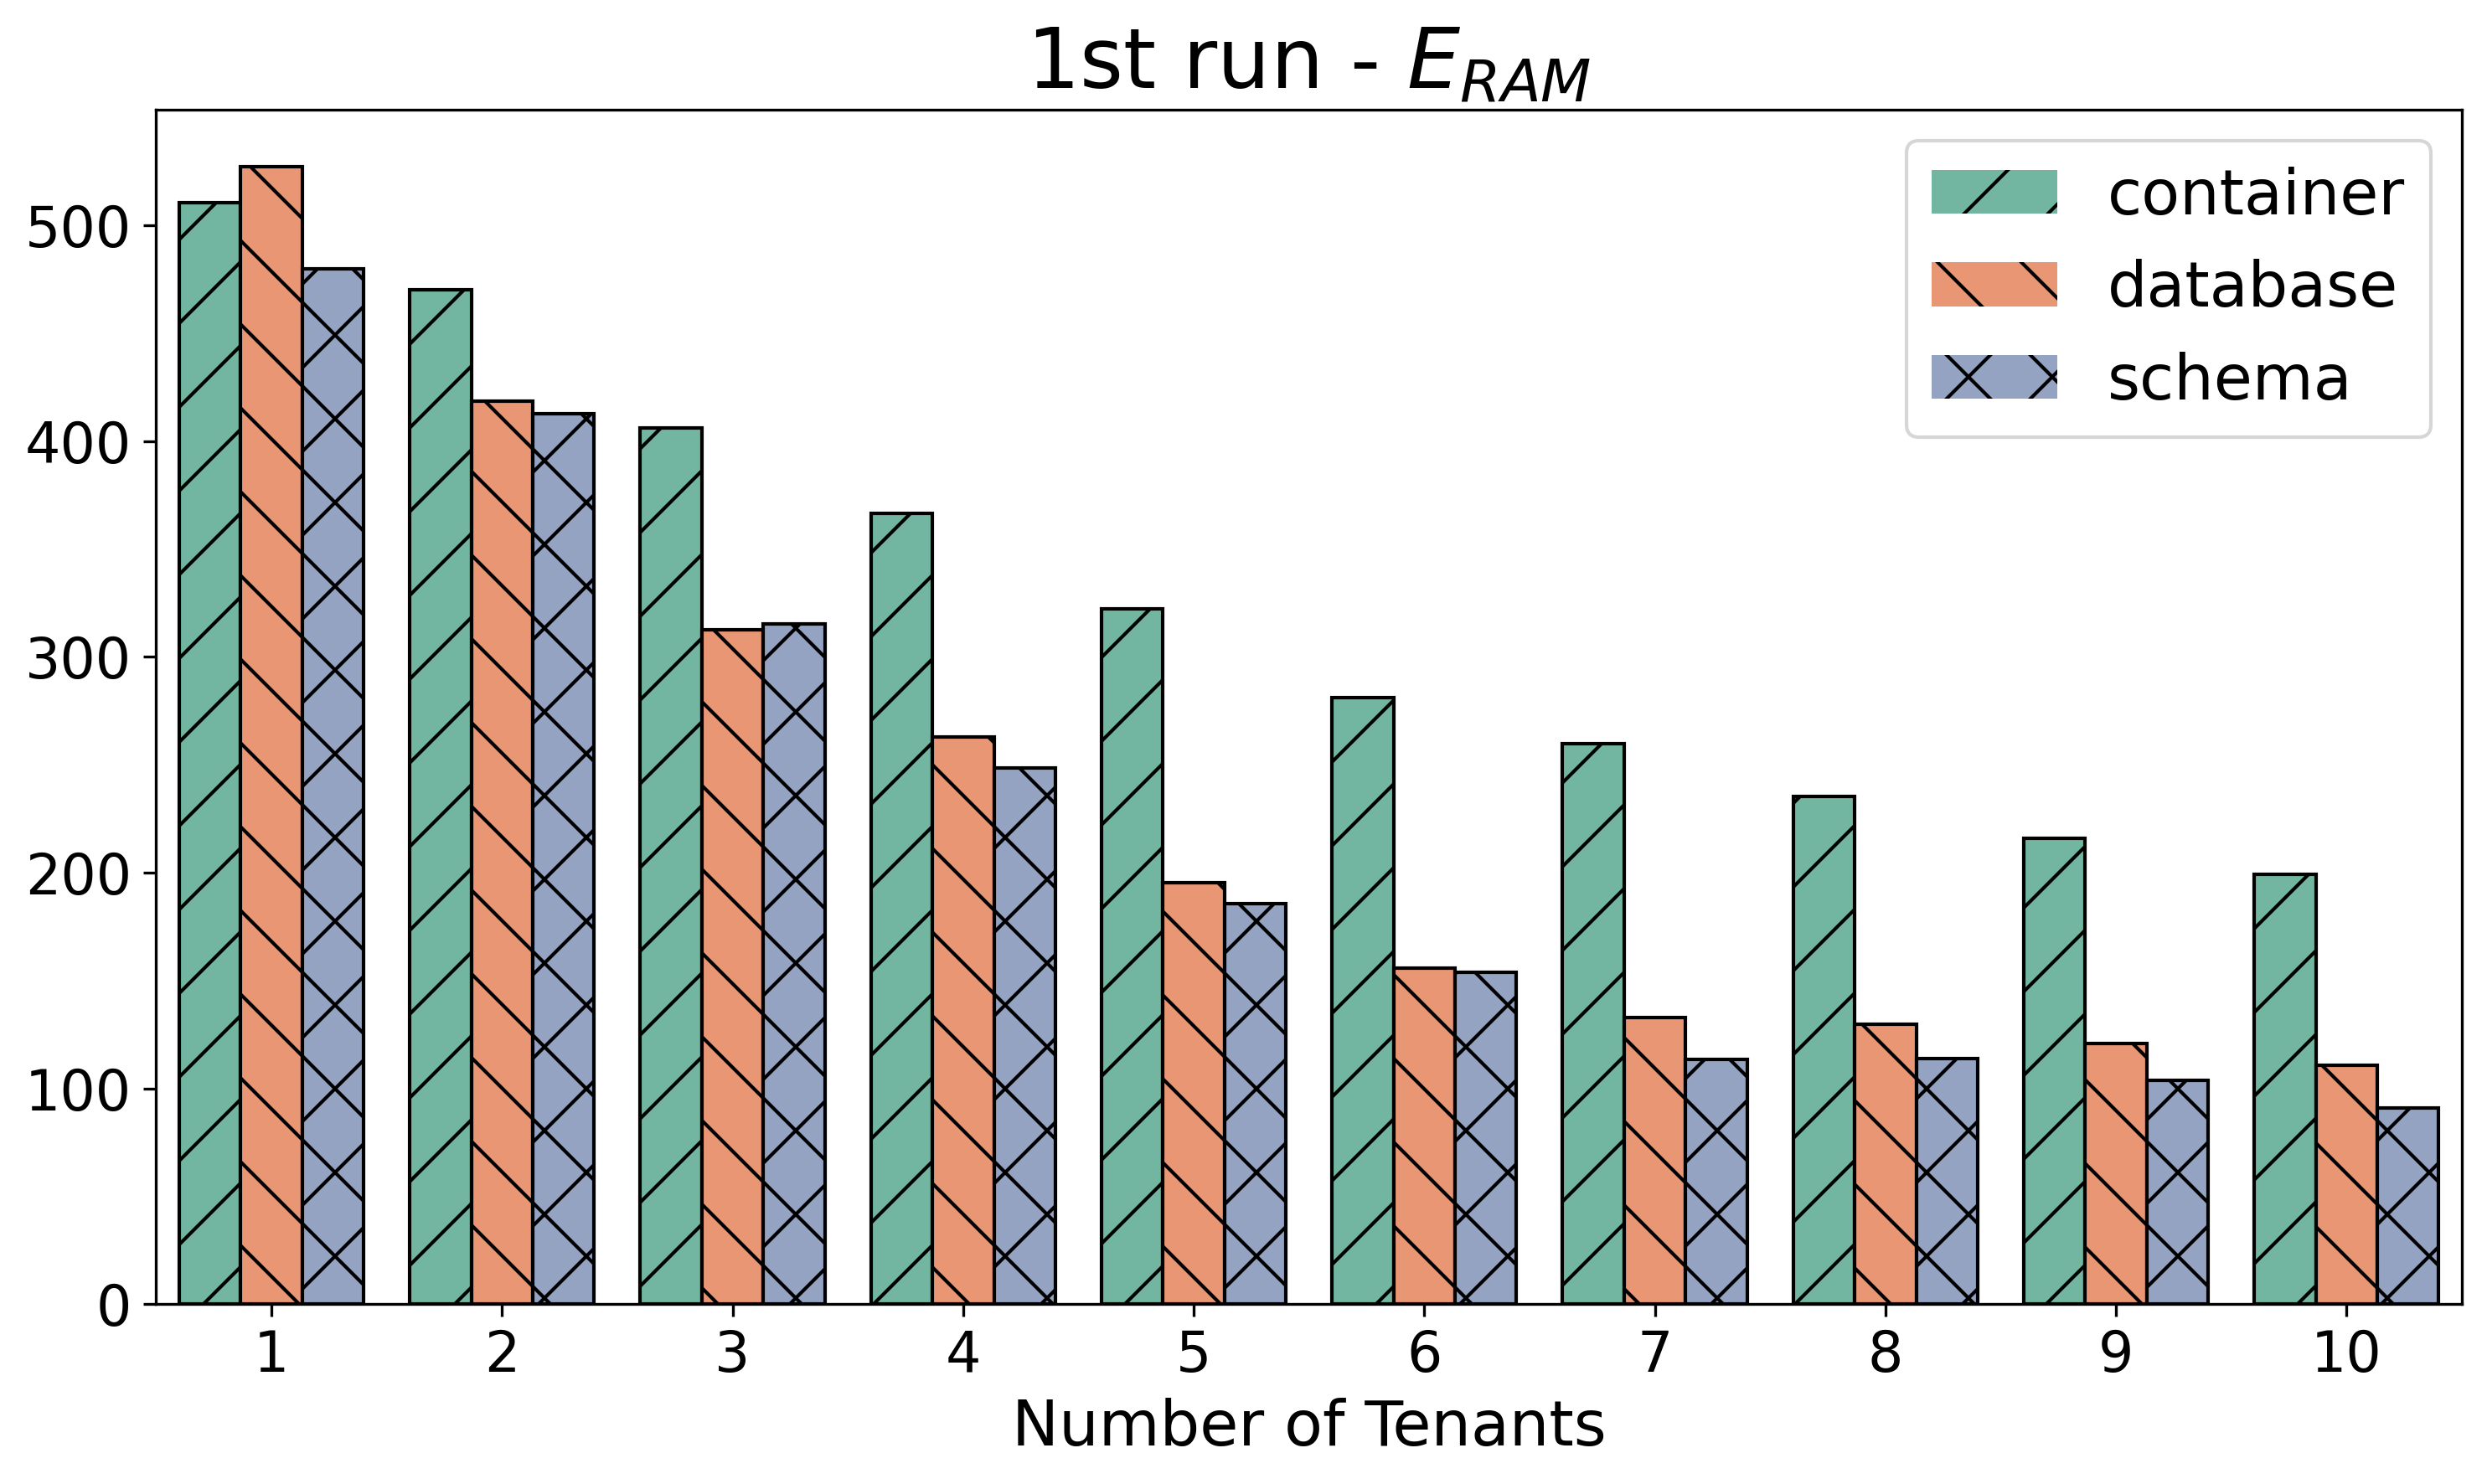 1st run - E_RAM
container
database
schema
500
400
300
200
100
0
1 2 3 4 5 6 7 8 9 10
Number of Tenants